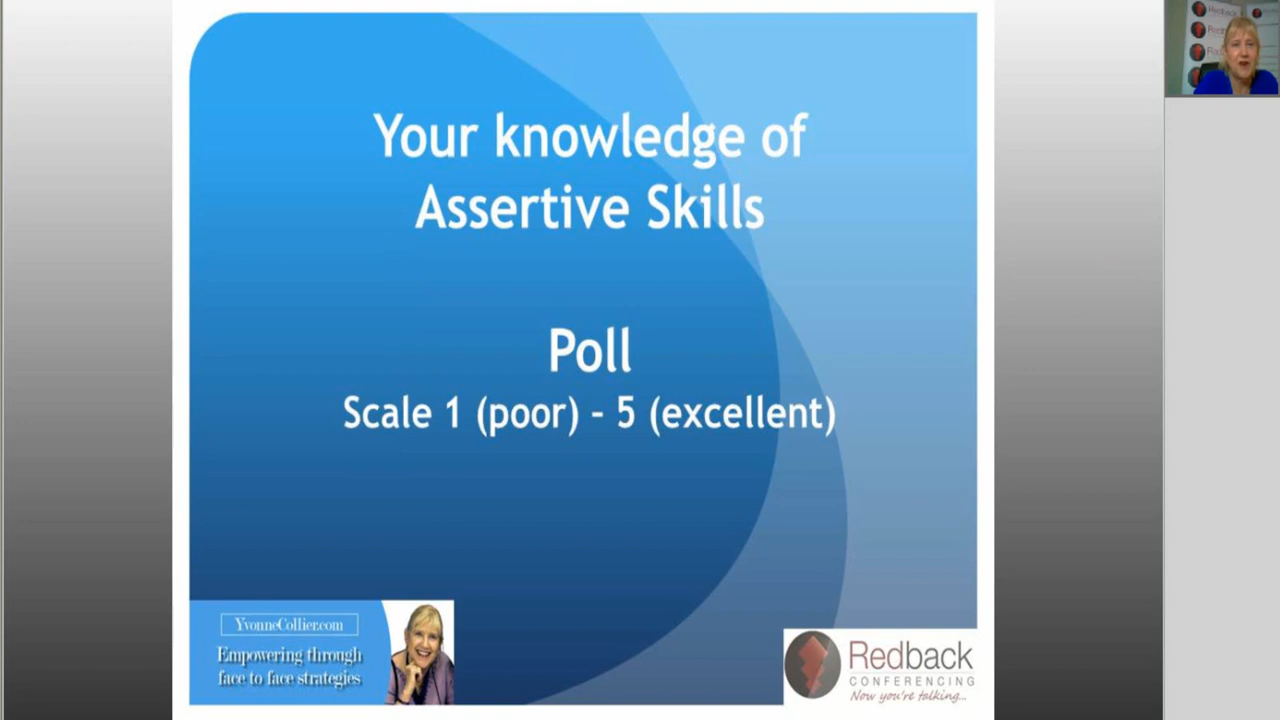 Your knowledge of
Assertive Skills
Poll
Scale 1 (poor) – 5 (excellent)
YvonneCollier.com
Empowering through
face to face strategies
Redback
CONFERENCING
Now you're talking...